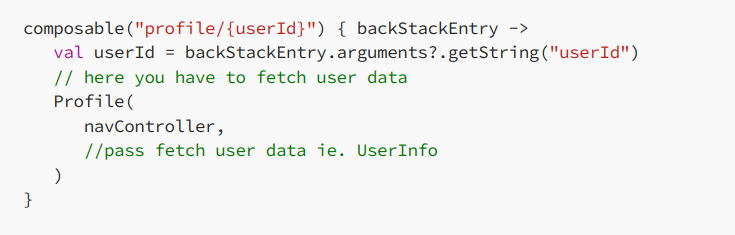 composable("profile/{userId}") { backStackEntry ->
val userId = backStackEntry.arguments?.getString("userId")
// here you have to fetch user data
Profile(
navController,
//pass fetch user data ie. UserInfo
)
}